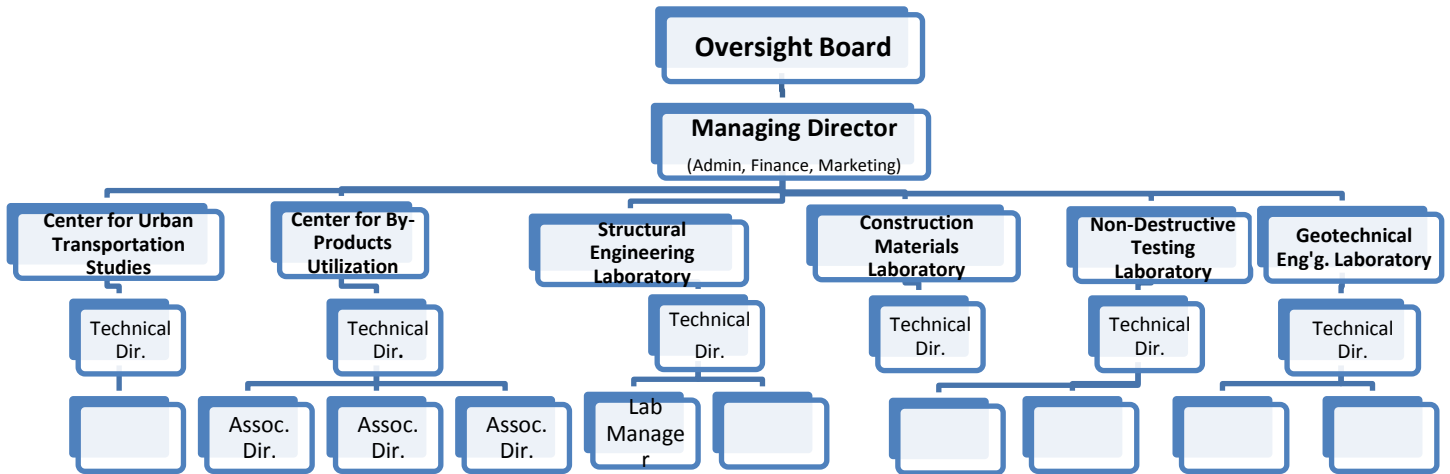 Oversight Board
Managing Director
(Admin, Finance, Marketing)
Center for Urban
Transportation
Studies
Center for By-
Products
Utilization
Structural
Engineering
Laboratory
Construction
Materials
Laboratory
Non-Destructive
Testing
Laboratory
Geotechnical
Eng'g. Laboratory
Technical
Dir.
Technical
Dir.
Technical
Dir.
Technical
Dir.
Technical
Dir.
Technical
Dir.
Assoc.
Dir.
Assoc.
Dir.
Assoc.
Dir.
Lab
Manage
r